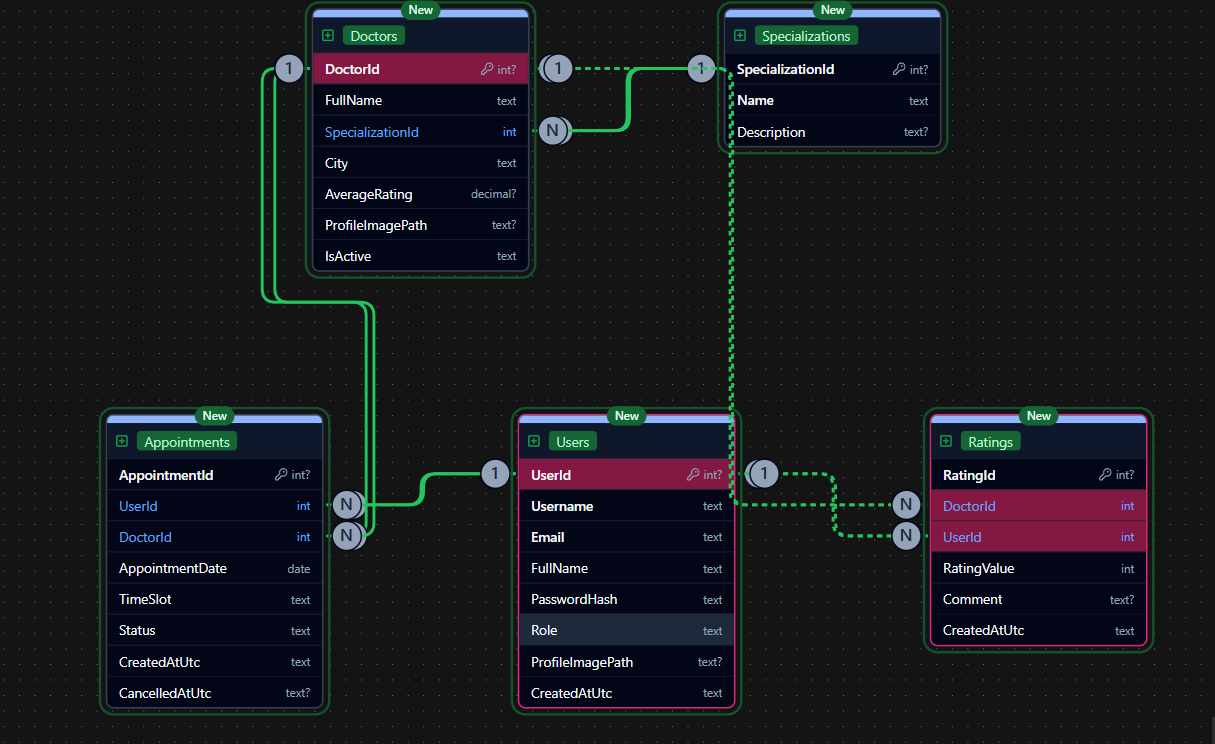 New
Doctors
DoctorId int?
FullName text
SpecializationId int
City text
AverageRating decimal?
ProfileImagePath text?
IsActive text
1
1
N
New
Specializations
SpecializationId int?
Name text
Description text?
1
New
Appointments
AppointmentId int?
UserId int
DoctorId int
AppointmentDate date
TimeSlot text
Status text
CreatedAtUtc text
CancelledAtUtc text?
N
N
New
Users
UserId int?
Username text
Email text
FullName text
PasswordHash text
Role text
ProfileImagePath text?
CreatedAtUtc text
1
1
New
Ratings
RatingId int?
DoctorId int
UserId int
RatingValue int
Comment text?
CreatedAtUtc text
N
N